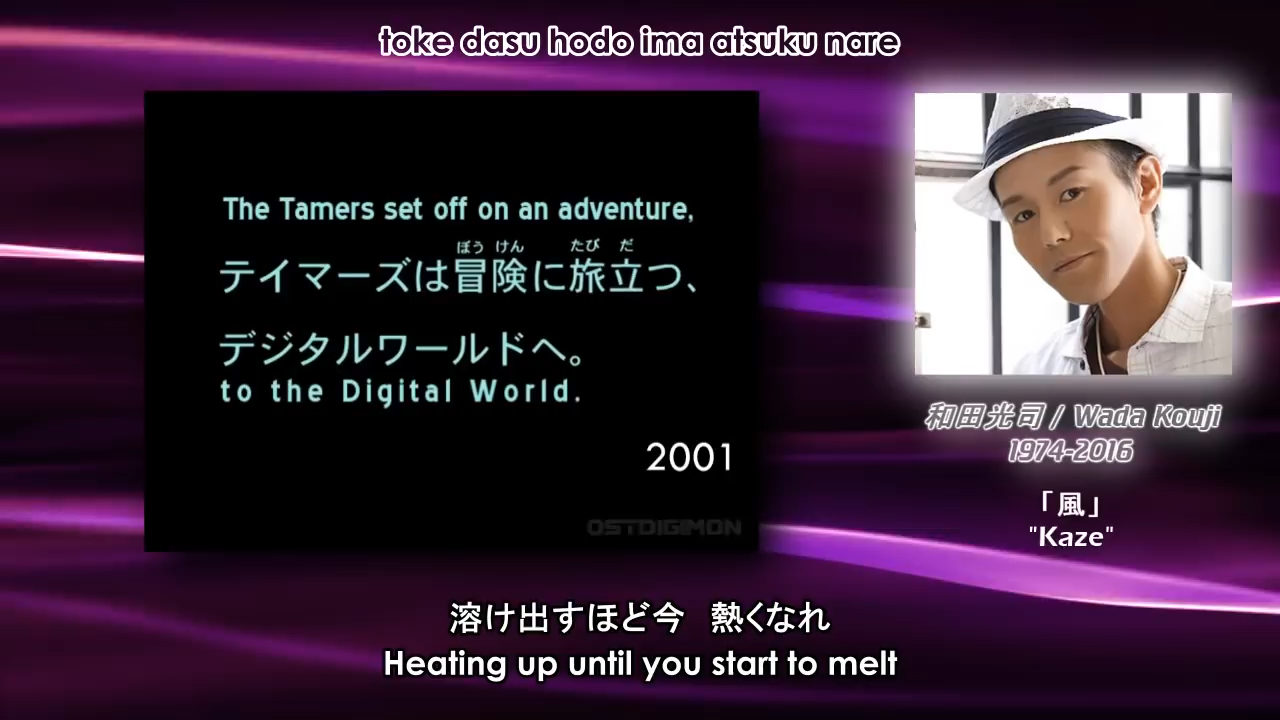 toke dasu hodo ima atsuku nare
The Tamers set off on an adventure,
ぼう けん たび だ
テイマーズは冒険に旅立つ、
デジタルワールドへ。
to the Digital World.
2001
OSTDIGIMON
和田光司 / Wada Kouji
1974-2016
「風」
"Kaze"
溶け出すほど今　熱くなれ
Heating up until you start to melt